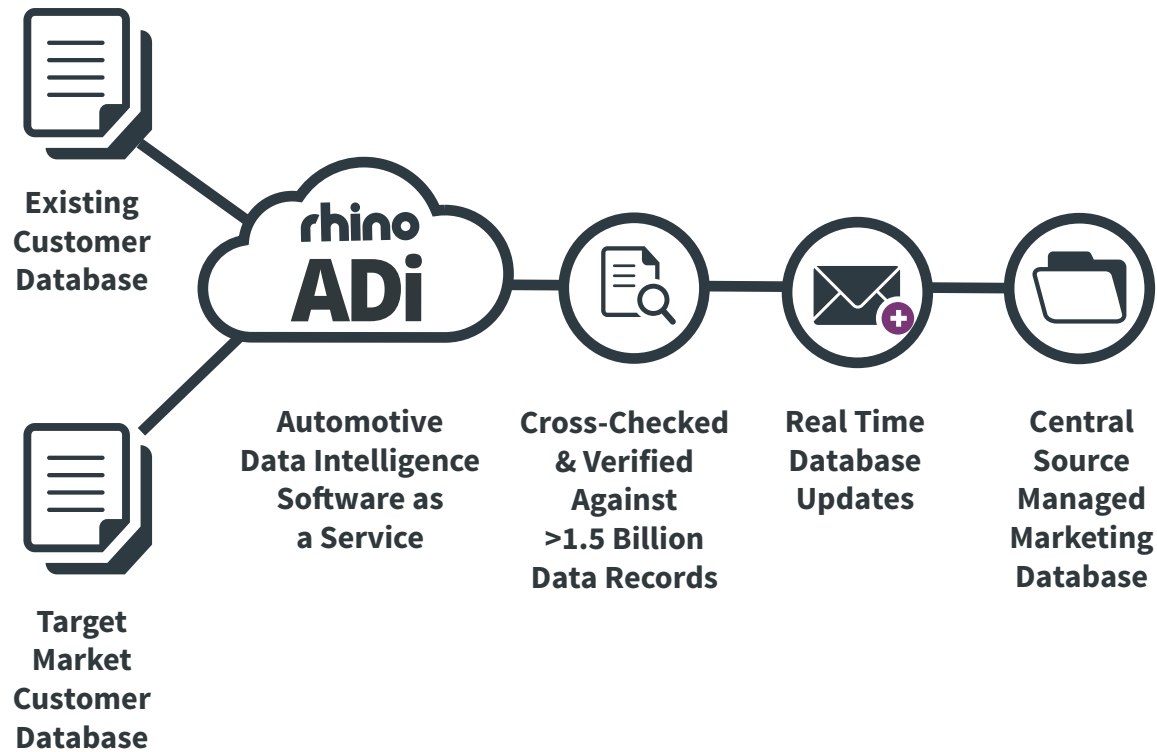 Existing
Customer
Database
rhino
ADi
Automotive
Data Intelligence
Software as
a Service
Cross-Checked
& Verified
Against
>1.5 Billion
Data Records
Real Time
Database
Updates
Central
Source
Managed
Marketing
Database
Target
Market
Customer
Database